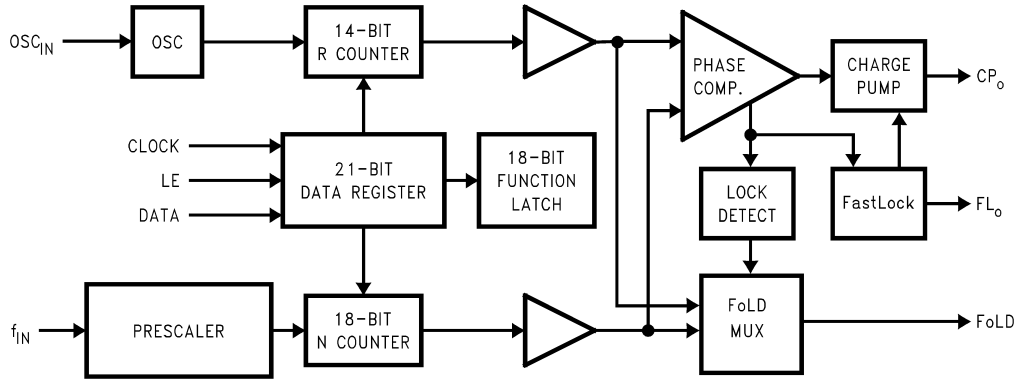 OSC_IN
OSC
14-BIT
R COUNTER
PHASE
COMP.
CHARGE
PUMP
CP_o
CLOCK
LE
DATA
21-BIT
DATA REGISTER
18-BIT
FUNCTION
LATCH
LOCK
DETECT
FastLock
FL_o
f_IN
PRESCALER
18-BIT
N COUNTER
FoLD
MUX
FoLD